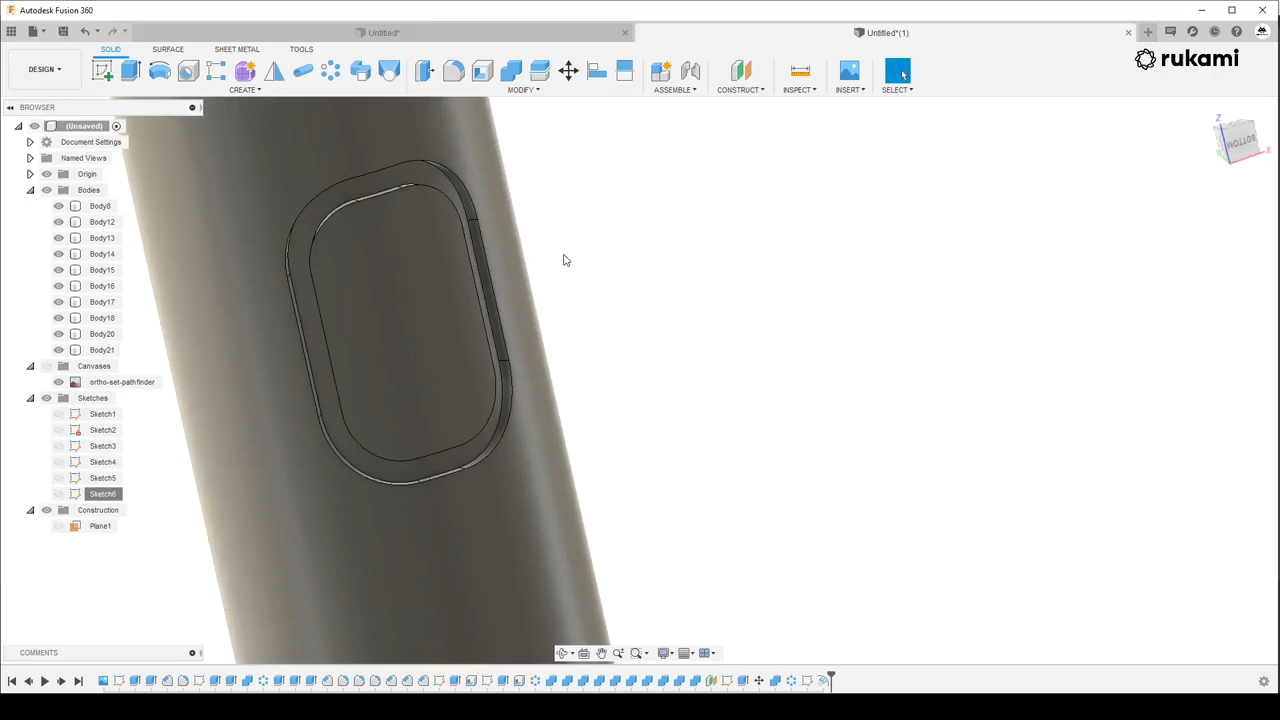 Autodesk Fusion 360
Untitled*
Untitled*(1)
SOLID
SURFACE
SHEET METAL
TOOLS
rukami
DESIGN
CREATE
MODIFY
ASSEMBLE
CONSTRUCT
INSPECT
INSERT
SELECT
BROWSER
(Unsaved)
Document Settings
Named Views
Origin
Bodies
Body8
Body12
Body13
Body14
Body15
Body16
Body17
Body18
Body20
Body21
Canvases
ortho-set-pathfinder
Sketches
Sketch1
Sketch2
Sketch3
Sketch4
Sketch5
Sketch6
Construction
Plane1
Z
BOTTOM
X
COMMENTS